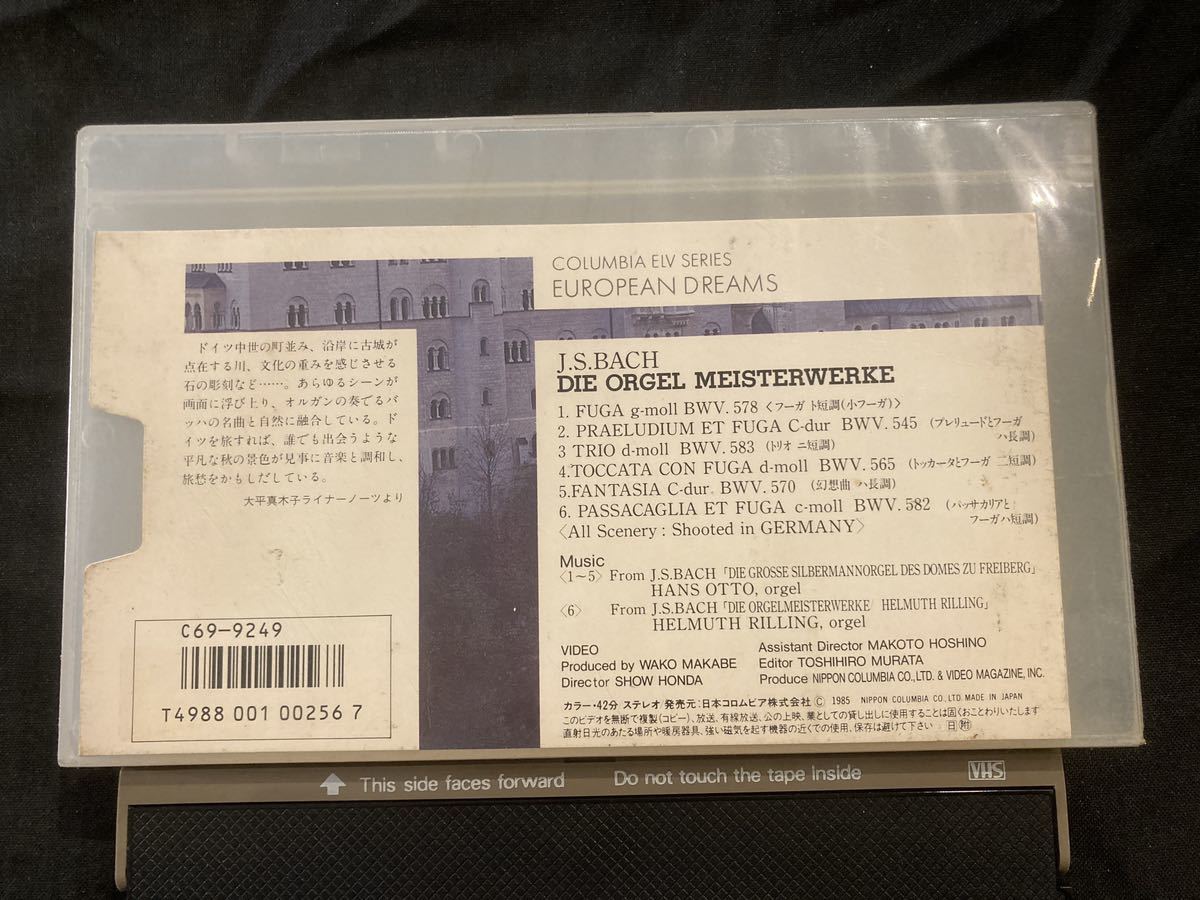 COLUMBIA ELV SERIES
EUROPEAN DREAMS
ドイツ中世の町並み、沿岸に古城が
点在する川、文化の重みを感じさせる
石の彫刻など……。あらゆるシーンが
画面に浮び上り、オルガンの奏でるバ
ッハの名曲と自然に融合している。ド
イツを旅すれば、誰でも出会うような
平凡な秋の景色が見事に音楽と調和し、
旅愁をかもしだしている。
大平真木子ライナーノーツより
J.S.BACH
DIE ORGEL MEISTERWERKE
1. FUGA g-moll BWV. 578 〈フーガ ト短調(小フーガ)〉
2. PRAELUDIUM ET FUGA C-dur BWV. 545 (プレリュードとフーガ
ハ長調)
3 TRIO d-moll BWV. 583 (トリオ ニ短調)
4.TOCCATA CON FUGA d-moll BWV. 565 (トッカータとフーガ 二短調)
5.FANTASIA C-dur BWV. 570 (幻想曲 ハ長調)
6. PASSACAGLIA ET FUGA c-moll BWV. 582 (パッサカリアと
フーガハ短調)
〈All Scenery : Shooted in GERMANY〉
Music
〈1~5〉 From J.S.BACH「DIE GROSSE SILBERMANNORGEL DES DOMES ZU FREIBERG」
HANS OTTO, orgel
〈6〉 From J.S.BACH「DIE ORGELMEISTERWERKE/ HELMUTH RILLING」
HELMUTH RILLING, orgel
VIDEO
Produced by WAKO MAKABE
Director SHOW HONDA
Assistant Director MAKOTO HOSHINO
Editor TOSHIHIRO MURATA
Produce NIPPON COLUMBIA CO.,LTD. & VIDEO MAGAZINE, INC.
カラー・42分 ステレオ 発売元:日本コロムビア株式会社 Ⓒ 1985 NIPPON COLUMBIA CO., LTD. MADE IN JAPAN
このビデオを無断で複製(コピー)、放送、有線放送、公の上映、業としての貸し出しに使用することは固くおことわりいたします
直射日光のあたる場所や暖房器具、強い磁気を起す機器の近くでの使用、保存は避けて下さい 日㈵
C69-9249
T4988 001 00256 7
This side faces forward Do not touch the tape inside VHS